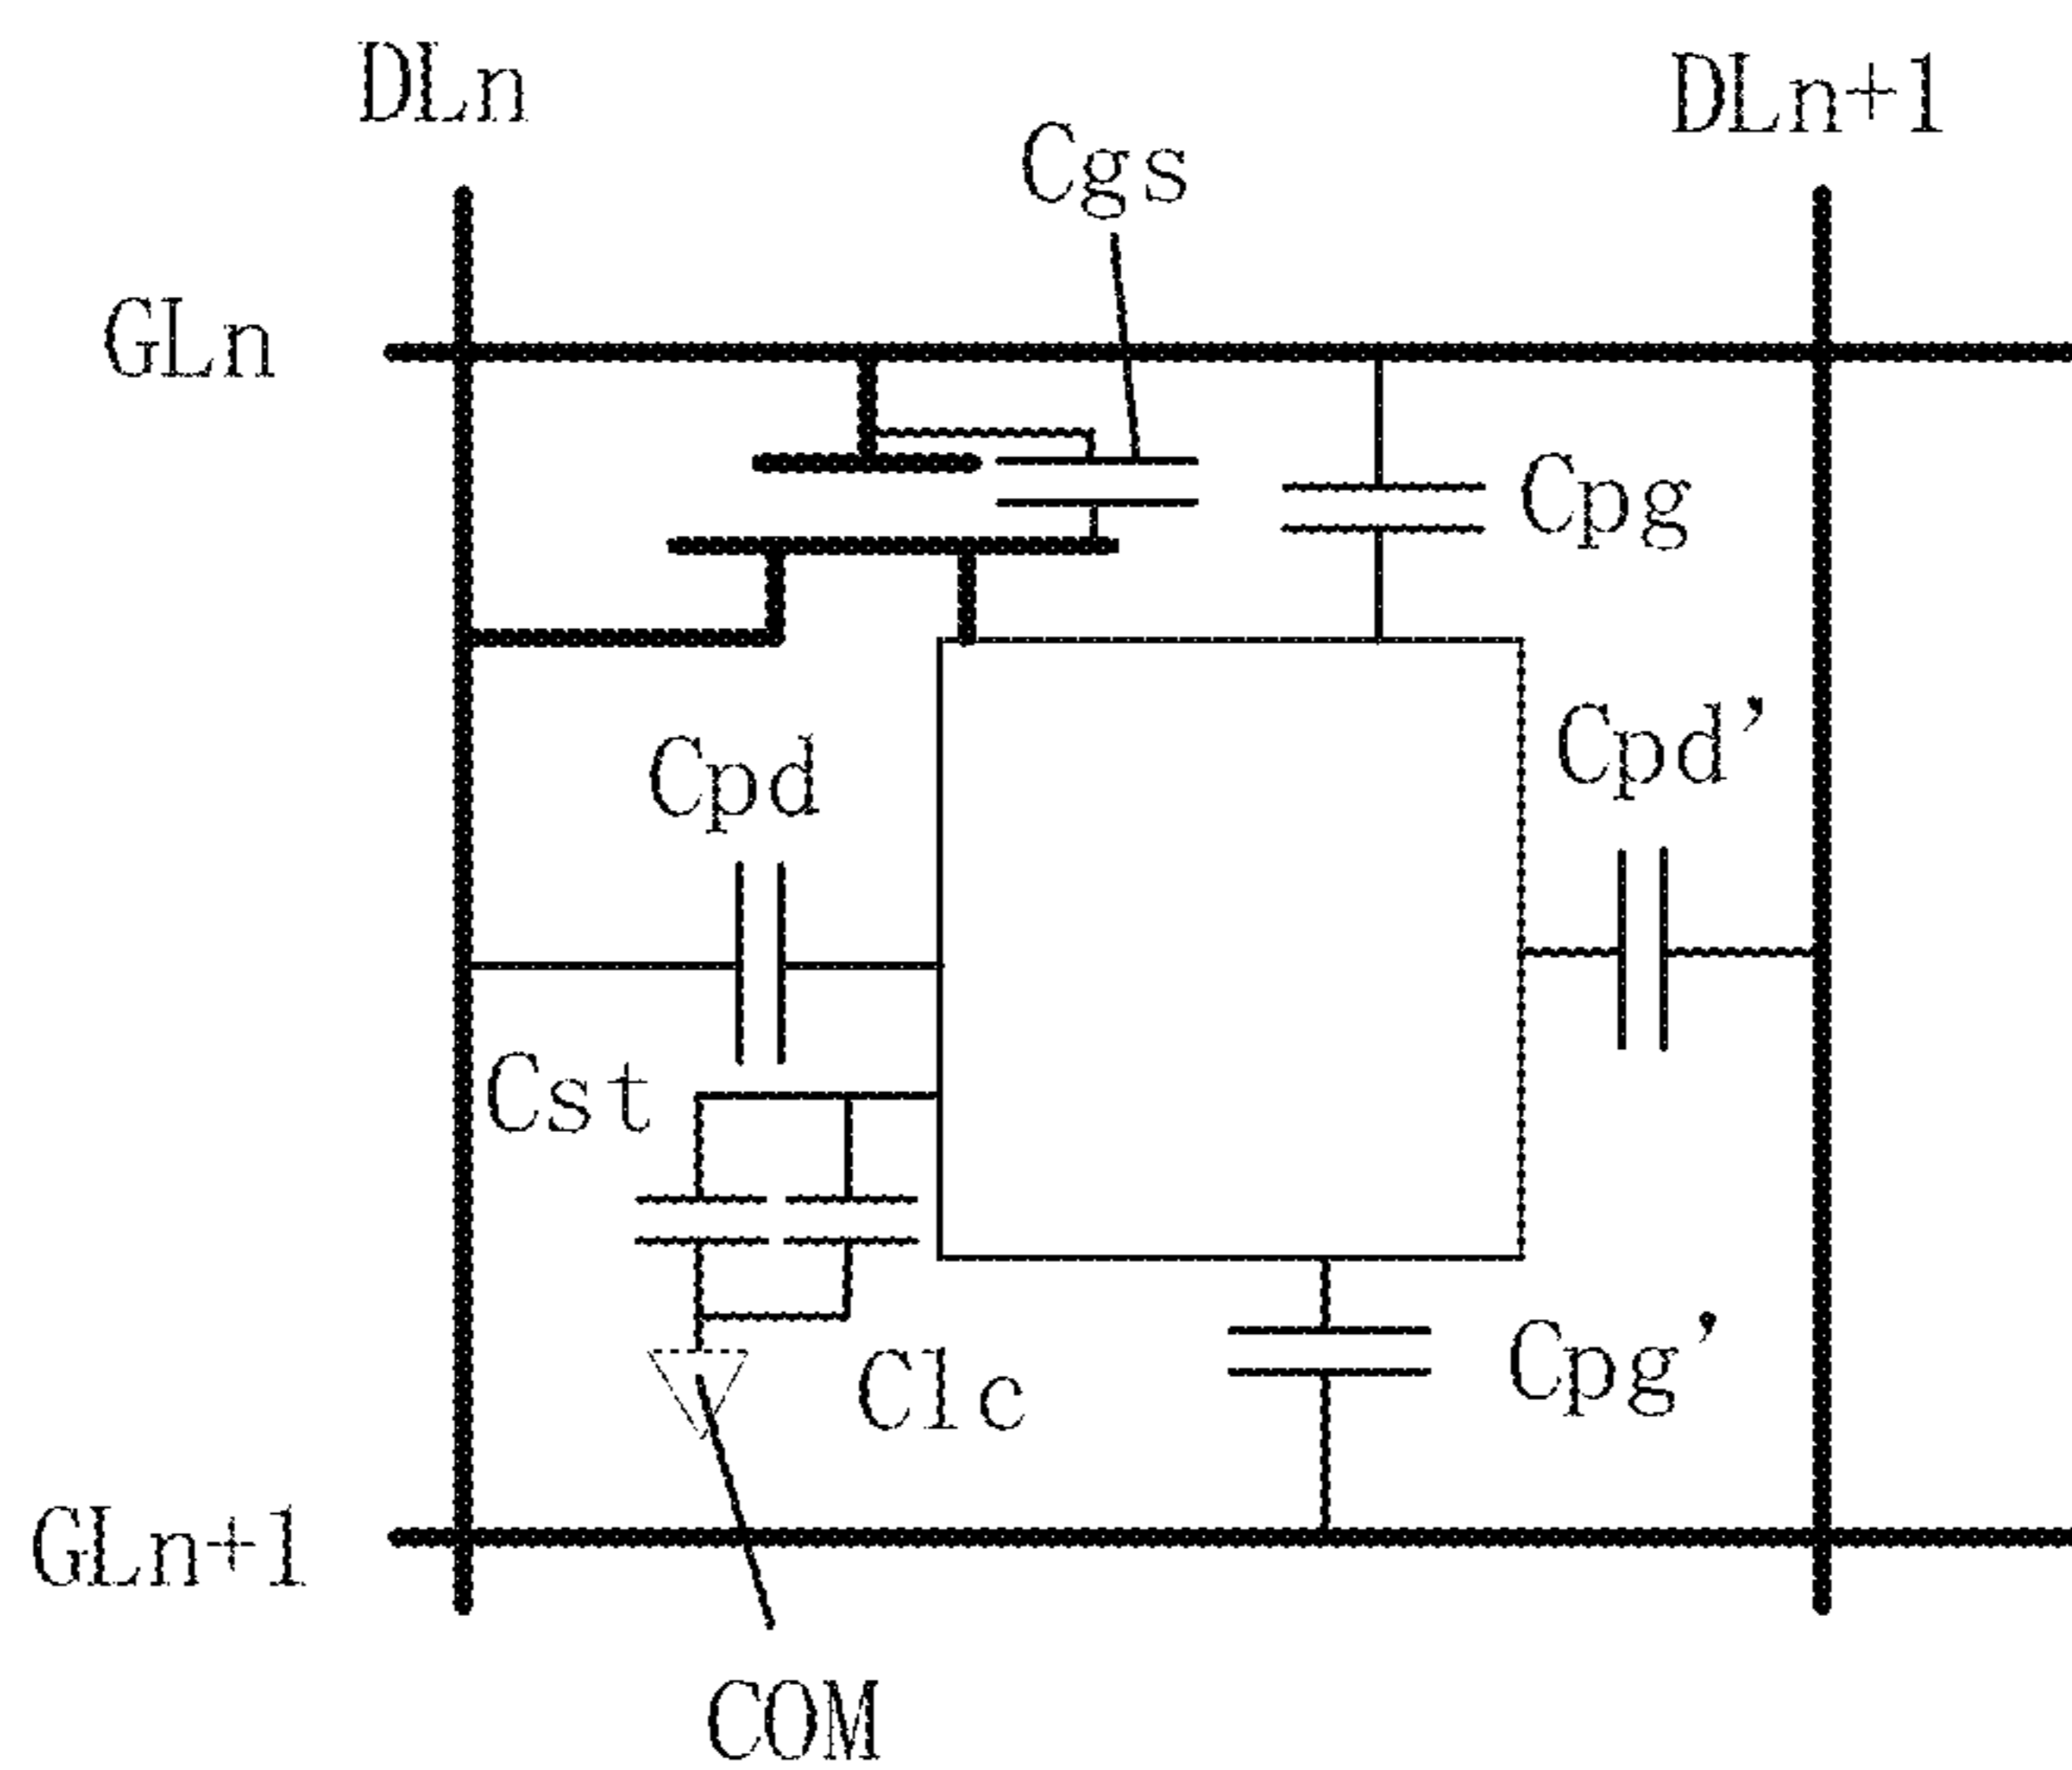 DLn
DLn+1
Cgs
GLn
Cpg
Cpd'
Cpd
Cst
Cpg'
Clc
GLn+1
COM